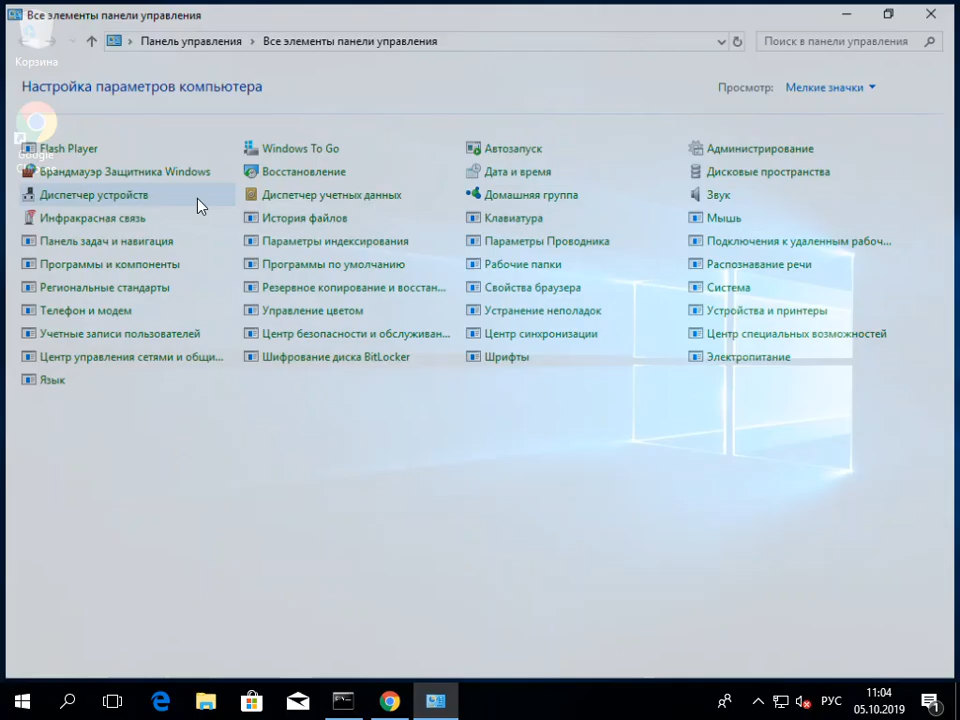 Все элементы панели управления
Корзина
Панель управления
Все элементы панели управления
Поиск в панели управления
Настройка параметров компьютера
Просмотр:
Мелкие значки
Google
Flash Player
Windows To Go
Автозапуск
Администрирование
Брандмауэр Защитника Windows
Восстановление
Дата и время
Дисковые пространства
Диспетчер устройств
Диспетчер учетных данных
Домашняя группа
Звук
Инфракрасная связь
История файлов
Клавиатура
Мышь
Панель задач и навигация
Параметры индексирования
Параметры Проводника
Подключения к удаленным рабоч...
Программы и компоненты
Программы по умолчанию
Рабочие папки
Распознавание речи
Региональные стандарты
Резервное копирование и восстан...
Свойства браузера
Система
Телефон и модем
Управление цветом
Устранение неполадок
Устройства и принтеры
Учетные записи пользователей
Центр безопасности и обслуживан...
Центр синхронизации
Центр специальных возможностей
Центр управления сетями и общи...
Шифрование диска BitLocker
Шрифты
Электропитание
Язык
РУС
11:04
05.10.2019
1